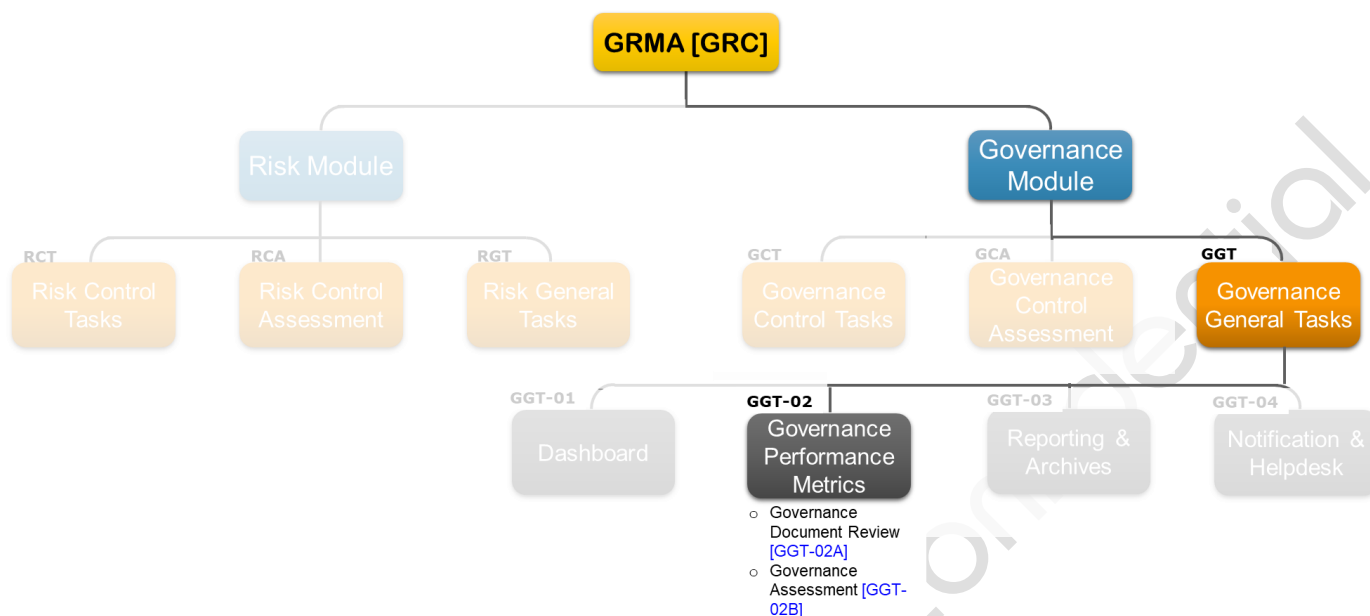 GRMA [GRC]
Risk Module
Governance
Module
RCT
RCA
RGT
GCT
GCA
GGT
Risk Control
Tasks
Risk Control
Assessment
Risk General
Tasks
Governance
Control Tasks
Governance
Control
Assessment
Governance
General Tasks
GGT-01
GGT-02
GGT-03
GGT-04
Dashboard
Governance
Performance
Metrics
Reporting &
Archives
Notification &
Helpdesk
o Governance
Document Review
[GGT-02A]
o Governance
Assessment [GGT-
02B]